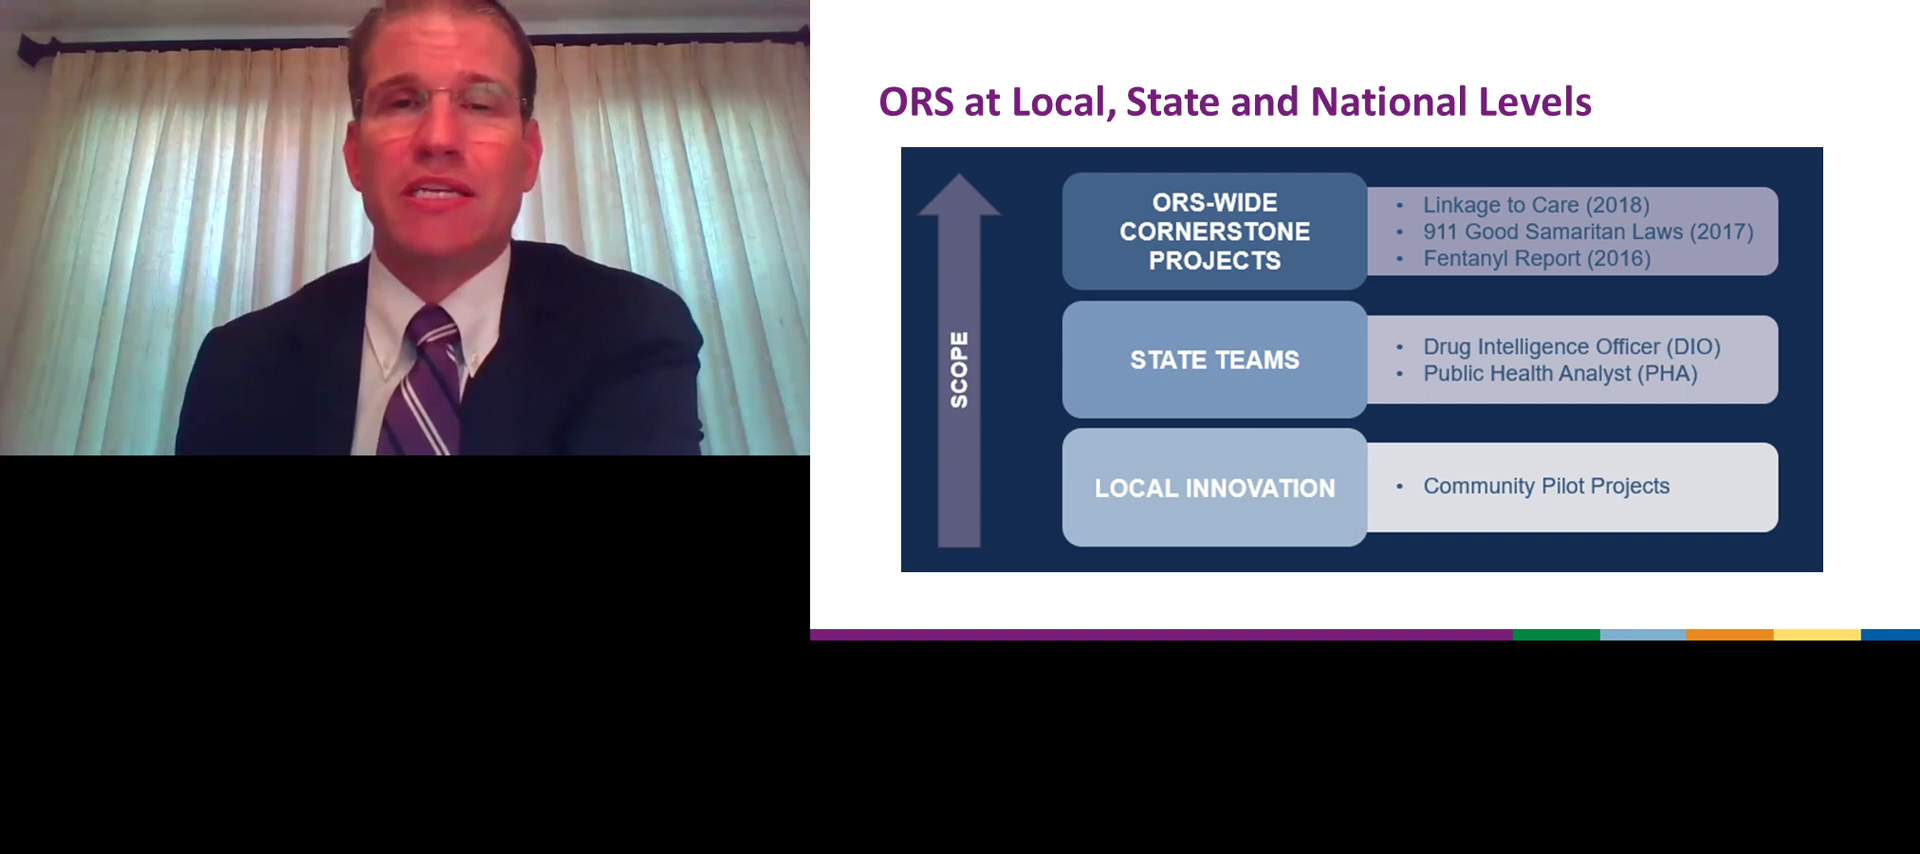 ORS at Local, State and National Levels
SCOPE
ORS-WIDE
CORNERSTONE
PROJECTS
• Linkage to Care (2018)
• 911 Good Samaritan Laws (2017)
• Fentanyl Report (2016)
STATE TEAMS
• Drug Intelligence Officer (DIO)
• Public Health Analyst (PHA)
LOCAL INNOVATION
• Community Pilot Projects